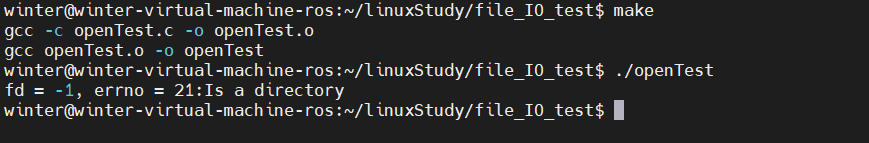 winter@winter-virtual-machine-ros:~/linuxStudy/file_IO_test$ make
gcc -c openTest.c -o openTest.o
gcc openTest.o -o openTest
winter@winter-virtual-machine-ros:~/linuxStudy/file_IO_test$ ./openTest
fd = -1, errno = 21:Is a directory
winter@winter-virtual-machine-ros:~/linuxStudy/file_IO_test$